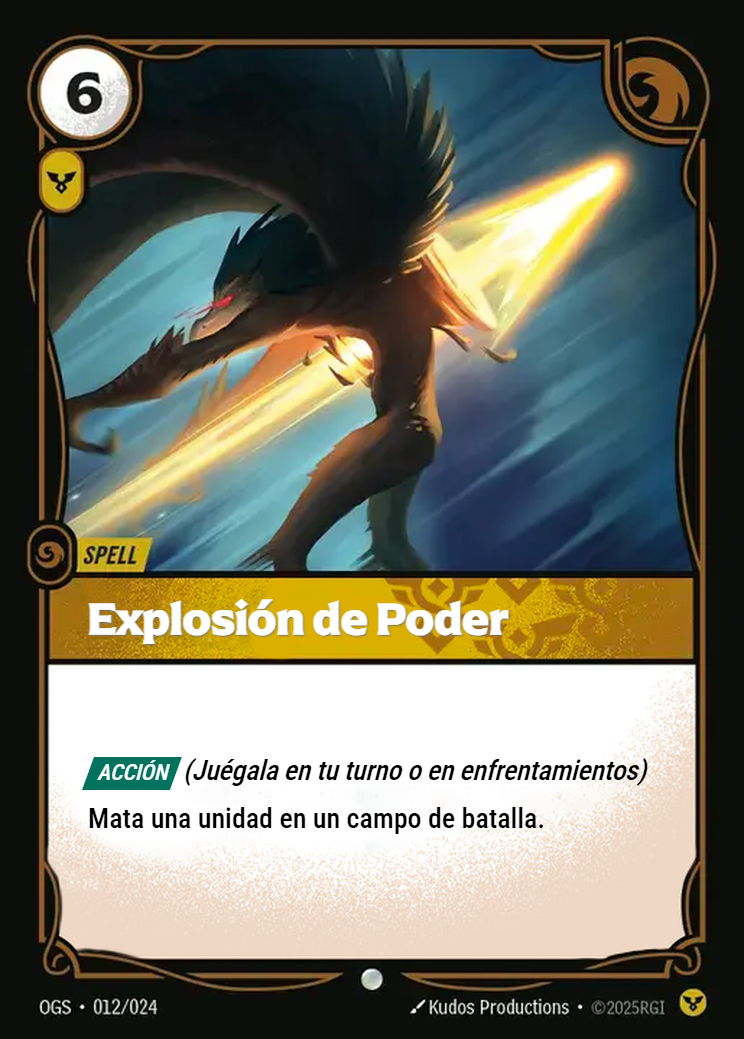 6
SPELL
Explosión de Poder
ACCIÓN (Juégala en tu turno o en enfrentamientos)
Mata una unidad en un campo de batalla.
OGS • 012/024
Kudos Productions • ©2025RGI